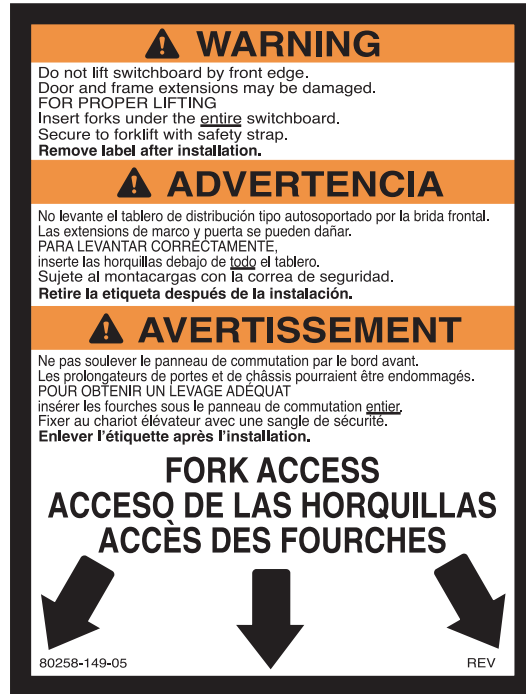 WARNING
Do not lift switchboard by front edge.
Door and frame extensions may be damaged.
FOR PROPER LIFTING
Insert forks under the entire switchboard.
Secure to forklift with safety strap.
Remove label after installation.
ADVERTENCIA
No levante el tablero de distribución tipo autosoportado por la brida frontal.
Las extensiones de marco y puerta se pueden dañar.
PARA LEVANTAR CORRECTAMENTE,
inserte las horquillas debajo de todo el tablero.
Sujete al montacargas con la correa de seguridad.
Retire la etiqueta después de la instalación.
AVERTISSEMENT
Ne pas soulever le panneau de commutation par le bord avant.
Les prolongateurs de portes et de châssis pourraient être endommagés.
POUR OBTENIR UN LEVAGE ADÉQUAT
insérer les fourches sous le panneau de commutation entier.
Fixer au chariot élévateur avec une sangle de sécurité.
Enlever l'étiquette après l'installation.
FORK ACCESS
ACCESO DE LAS HORQUILLAS
ACCÈS DES FOURCHES
80258-149-05 REV